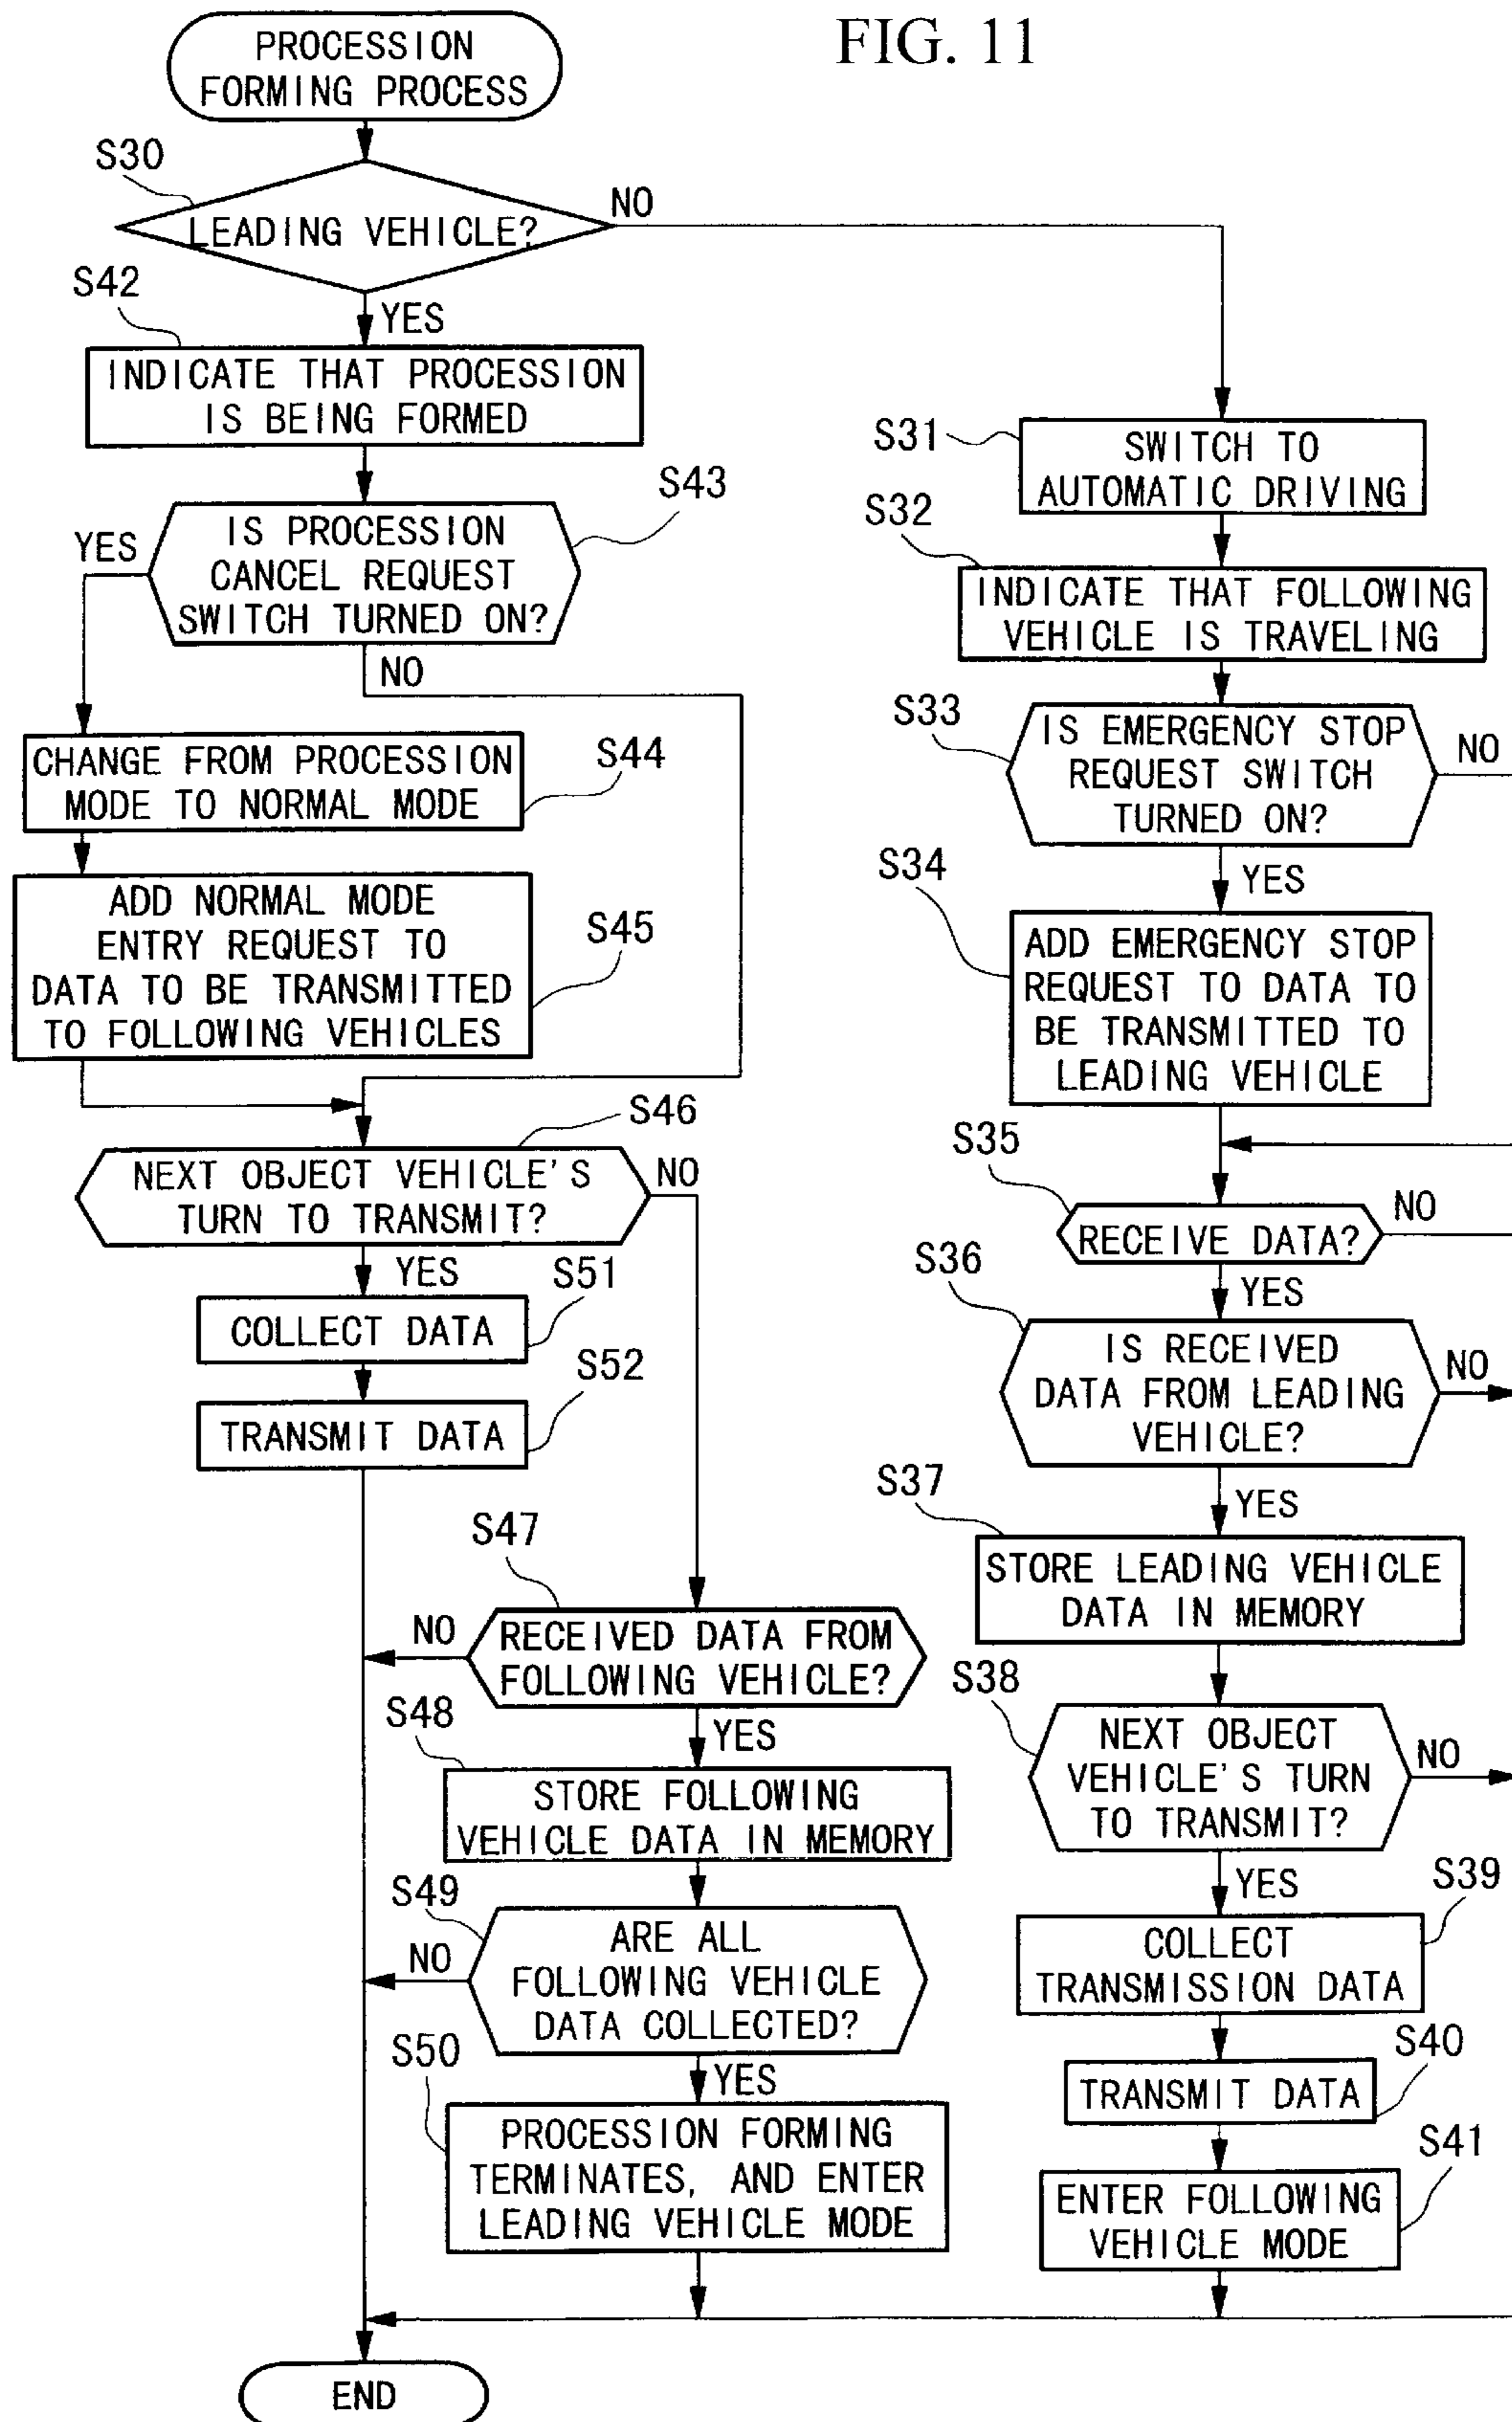 FIG. 11
PROCESSION
FORMING PROCESS
S30
LEADING VEHICLE?
NO
YES
S42
INDICATE THAT PROCESSION
IS BEING FORMED
S43
IS PROCESSION
CANCEL REQUEST
SWITCH TURNED ON?
YES
NO
S44
CHANGE FROM PROCESSION
MODE TO NORMAL MODE
S45
ADD NORMAL MODE
ENTRY REQUEST TO
DATA TO BE TRANSMITTED
TO FOLLOWING VEHICLES
S46
NEXT OBJECT VEHICLE'S
TURN TO TRANSMIT?
NO
YES
S51
COLLECT DATA
S52
TRANSMIT DATA
S47
RECEIVED DATA FROM
FOLLOWING VEHICLE?
NO
YES
S48
STORE FOLLOWING
VEHICLE DATA IN MEMORY
S49
ARE ALL
FOLLOWING VEHICLE
DATA COLLECTED?
NO
YES
S50
PROCESSION FORMING
TERMINATES, AND ENTER
LEADING VEHICLE MODE
S31
SWITCH TO
AUTOMATIC DRIVING
S32
INDICATE THAT FOLLOWING
VEHICLE IS TRAVELING
S33
IS EMERGENCY STOP
REQUEST SWITCH
TURNED ON?
NO
YES
S34
ADD EMERGENCY STOP
REQUEST TO DATA TO
BE TRANSMITTED TO
LEADING VEHICLE
S35
RECEIVE DATA?
NO
YES
S36
IS RECEIVED
DATA FROM LEADING
VEHICLE?
NO
YES
S37
STORE LEADING VEHICLE
DATA IN MEMORY
S38
NEXT OBJECT
VEHICLE'S TURN
TO TRANSMIT?
NO
YES
S39
COLLECT
TRANSMISSION DATA
S40
TRANSMIT DATA
S41
ENTER FOLLOWING
VEHICLE MODE
END